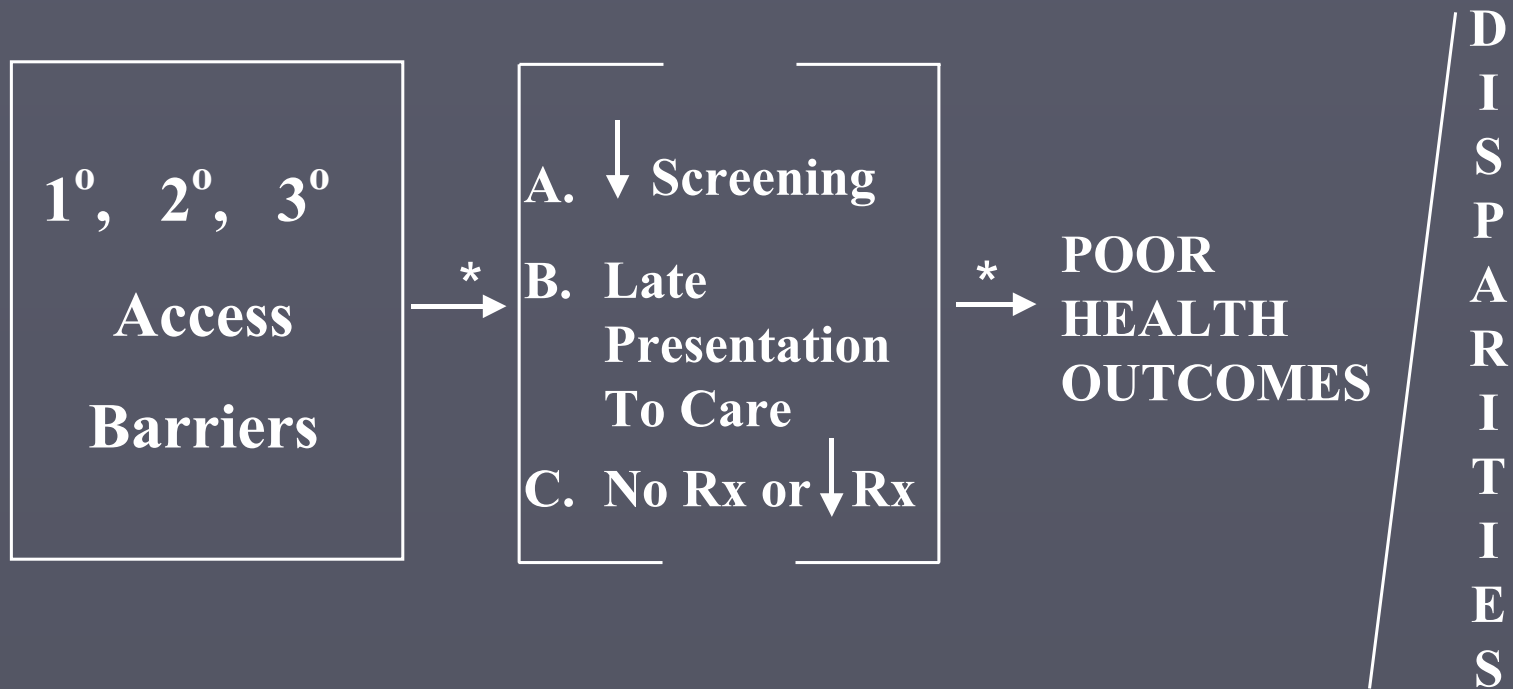 1º, 2º, 3º
Access
Barriers
*
A. ↓ Screening
B. Late
Presentation
To Care
C. No Rx or ↓ Rx
*
POOR
HEALTH
OUTCOMES
D
I
S
P
A
R
I
T
I
E
S